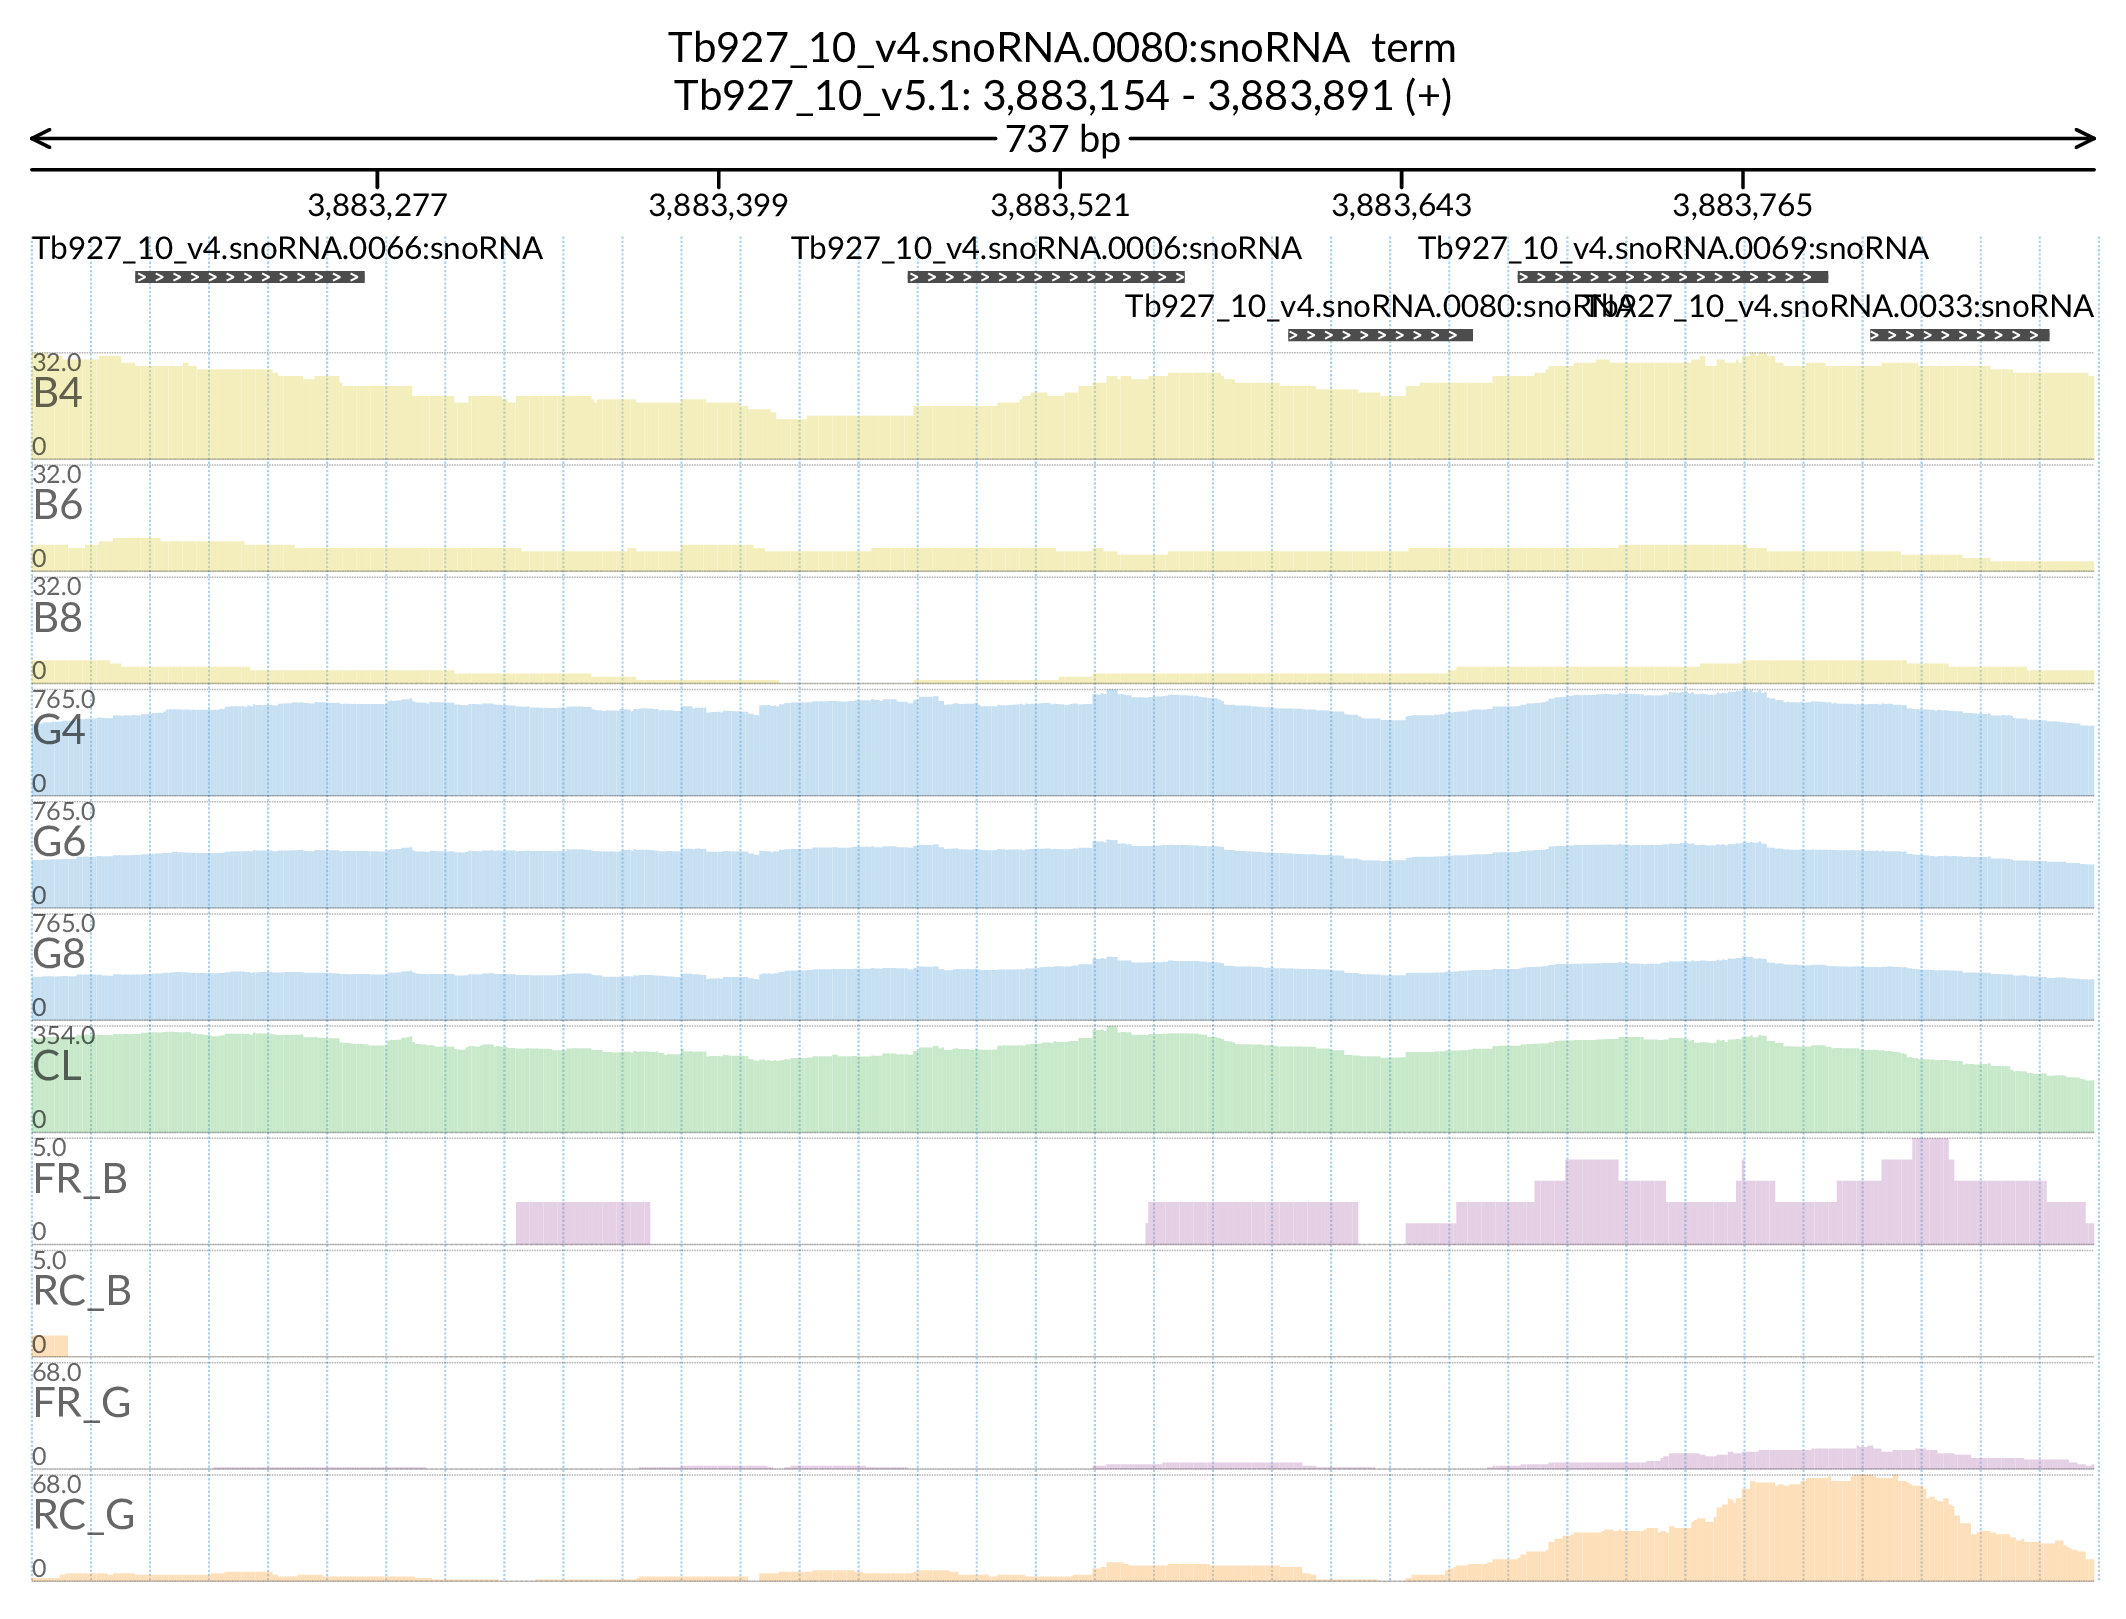 Tb927_10_v4.snoRNA.0080:snoRNA term
Tb927_10_v5.1: 3,883,154 - 3,883,891 (+)
737 bp
3,883,277 3,883,399 3,883,521 3,883,643 3,883,765
Tb927_10_v4.snoRNA.0066:snoRNA Tb927_10_v4.snoRNA.0006:snoRNA Tb927_10_v4.snoRNA.0069:snoRNA
Tb927_10_v4.snoRNA.0080:snoRNA Tb927_10_v4.snoRNA.0033:snoRNA
32.0
B4
0
32.0
B6
0
32.0
B8
0
765.0
G4
0
765.0
G6
0
765.0
G8
0
354.0
CL
0
5.0
FR_B
0
5.0
RC_B
0
68.0
FR_G
0
68.0
RC_G
0